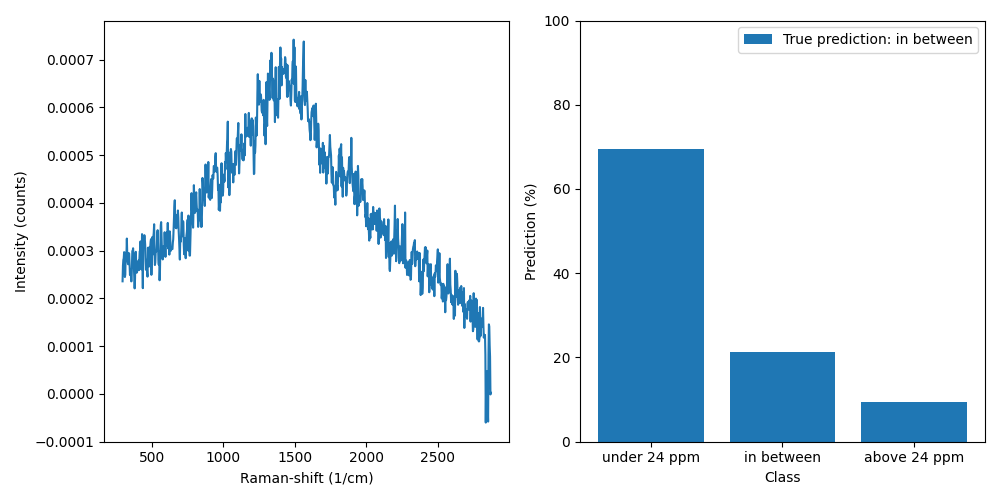 0.0007
0.0006
0.0005
0.0004
0.0003
0.0002
0.0001
0.0000
−0.0001
Intensity (counts)
500 1000 1500 2000 2500
Raman-shift (1/cm)
100
80
60
40
20
0
Prediction (%)
True prediction: in between
under 24 ppm in between above 24 ppm
Class